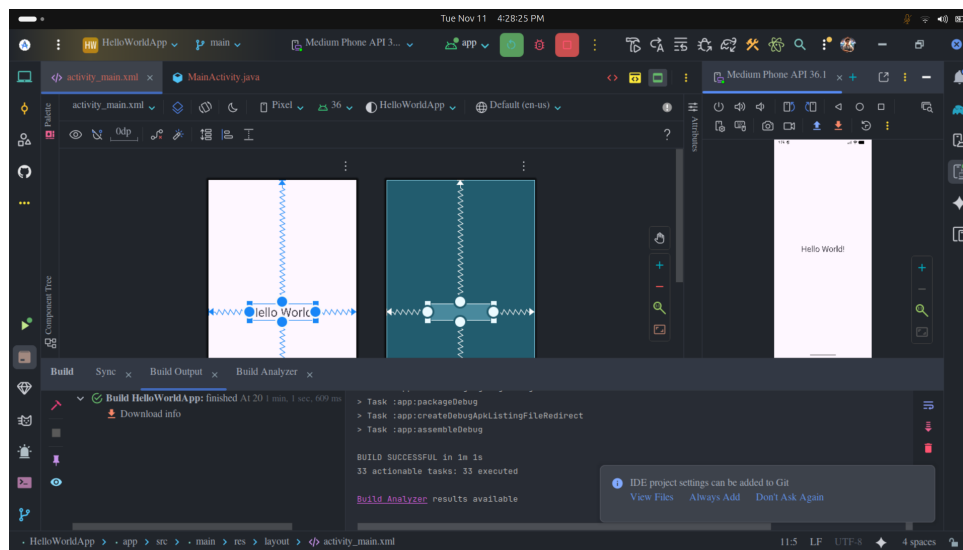 Tue Nov 11 4:28:25 PM
HW HelloWorldApp main Medium Phone API 3... app
activity_main.xml MainActivity.java Medium Phone API 36.1
Palette
activity_main.xml Pixel 36 HelloWorldApp Default (en-us)
Attributes
0dp
Hello World
Hello World!
Component Tree
Build Sync Build Output Build Analyzer
Build HelloWorldApp: finished At 20 1 min, 1 sec, 609 ms
Download info
> Task :app:packageDebug
> Task :app:createDebugApkListingFileRedirect
> Task :app:assembleDebug
BUILD SUCCESSFUL in 1m 1s
33 actionable tasks: 33 executed
Build Analyzer results available
IDE project settings can be added to Git
View Files Always Add Don't Ask Again
HelloWorldApp > app > src > main > res > layout > activity_main.xml
11:5 LF UTF-8 4 spaces